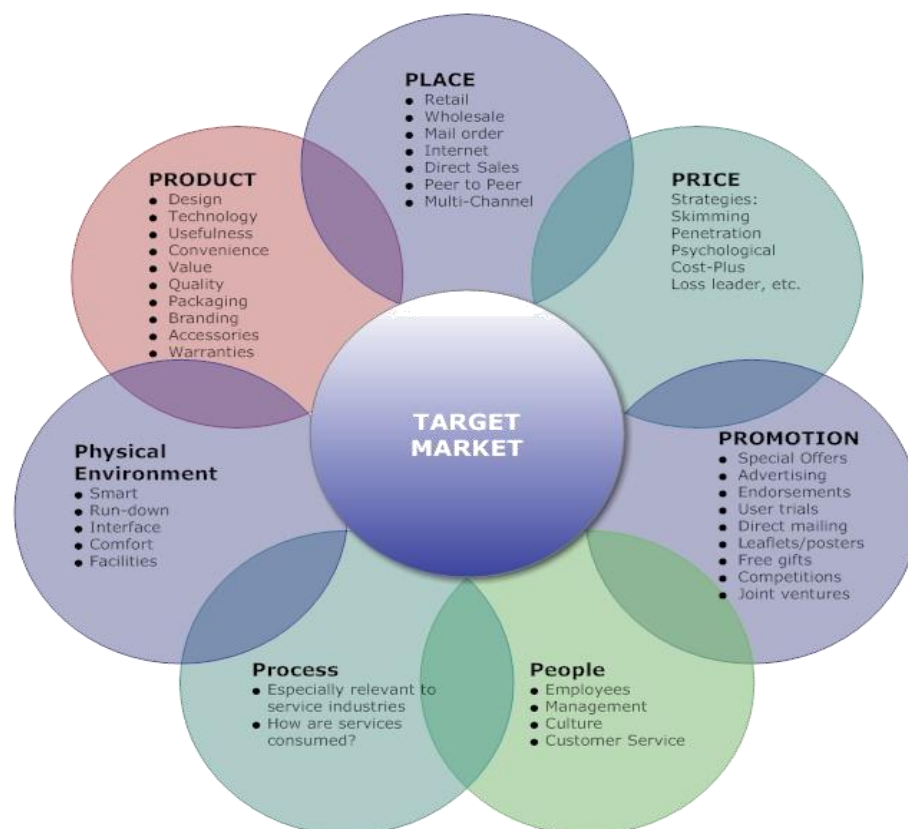 PLACE
● Retail
● Wholesale
● Mail order
● Internet
● Direct Sales
● Peer to Peer
● Multi-Channel
PRODUCT
● Design
● Technology
● Usefulness
● Convenience
● Value
● Quality
● Packaging
● Branding
● Accessories
● Warranties
PRICE
Strategies:
Skimming
Penetration
Psychological
Cost-Plus
Loss leader, etc.
TARGET
MARKET
Physical
Environment
● Smart
● Run-down
● Interface
● Comfort
● Facilities
PROMOTION
● Special Offers
● Advertising
● Endorsements
● User trials
● Direct mailing
● Leaflets/posters
● Free gifts
● Competitions
● Joint ventures
Process
● Especially relevant to
service industries
● How are services
consumed?
People
● Employees
● Management
● Culture
● Customer Service